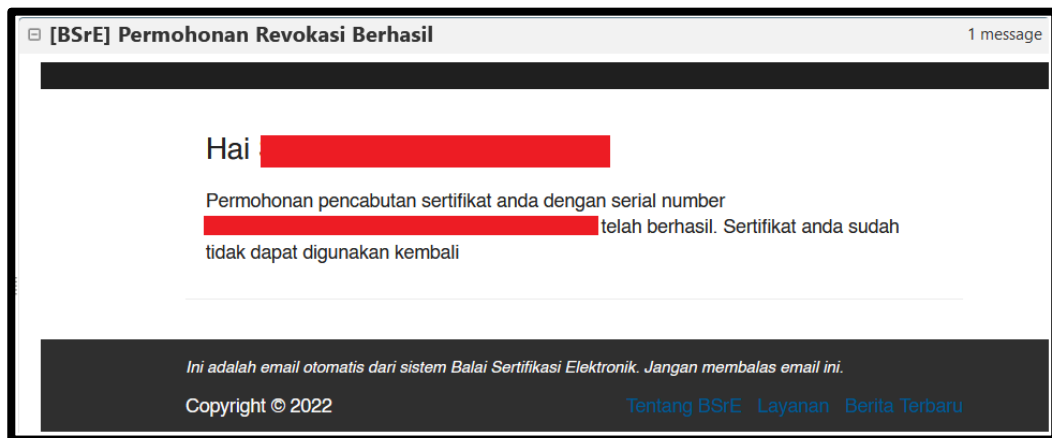 [BSrE] Permohonan Revokasi Berhasil 1 message
Hai
Permohonan pencabutan sertifikat anda dengan serial number
telah berhasil. Sertifikat anda sudah
tidak dapat digunakan kembali
Ini adalah email otomatis dari sistem Balai Sertifikasi Elektronik. Jangan membalas email ini.
Copyright © 2022 Tentang BSrE Layanan Berita Terbaru